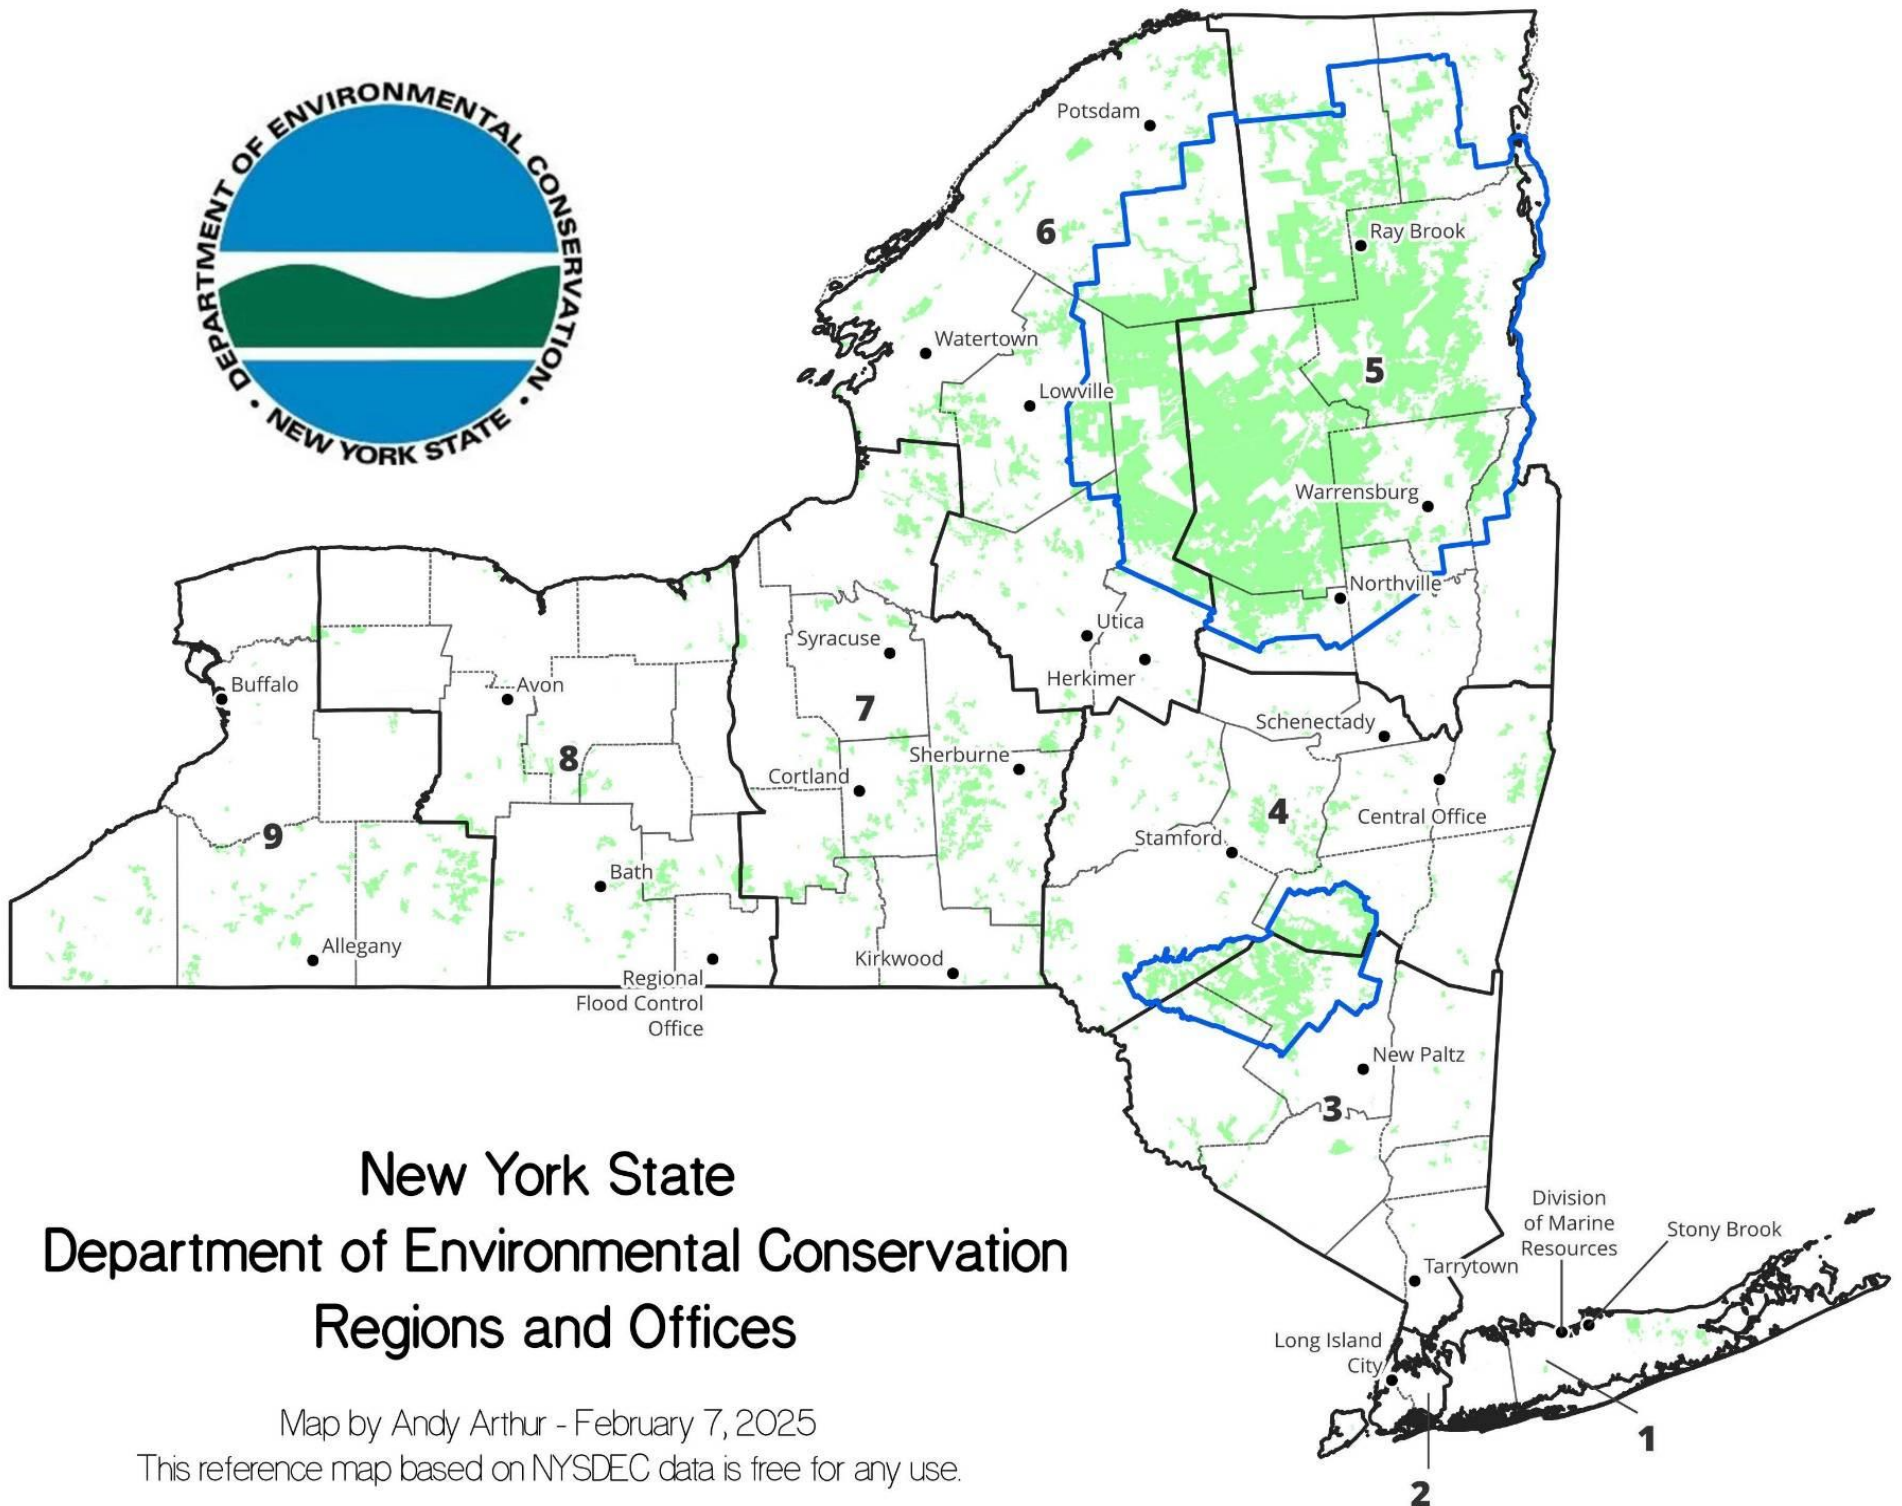 DEPARTMENT OF ENVIRONMENTAL CONSERVATION
• NEW YORK STATE •
Potsdam
6
Ray Brook
Watertown
5
Lowville
Warrensburg
Northville
Utica
Syracuse
Herkimer
Buffalo
Avon
7
Schenectady
8
Sherburne
Cortland
4
Central Office
9
Stamford
Bath
Allegany
Kirkwood
Regional
Flood Control
Office
New Paltz
3
New York State
Department of Environmental Conservation
Regions and Offices
Division
of Marine
Resources
Stony Brook
Tarrytown
Long Island
City
1
2
Map by Andy Arthur - February 7, 2025
This reference map based on NYSDEC data is free for any use.